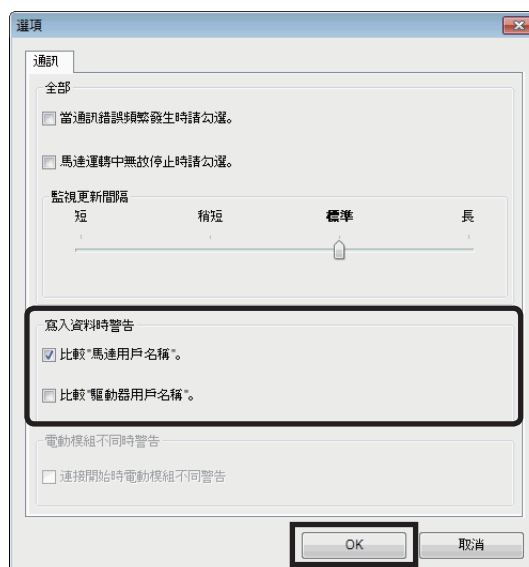 選項
通訊
全部
當通訊錯誤頻繁發生時請勾選。
馬達運轉中無故停止時請勾選。
監視更新間隔
短 稍短 標準 長
寫入資料時警告
比較"馬達用戶名稱"。
比較"驅動器用戶名稱"。
電動模組不同時警告
連接開始時電動模組不同警告
OK 取消